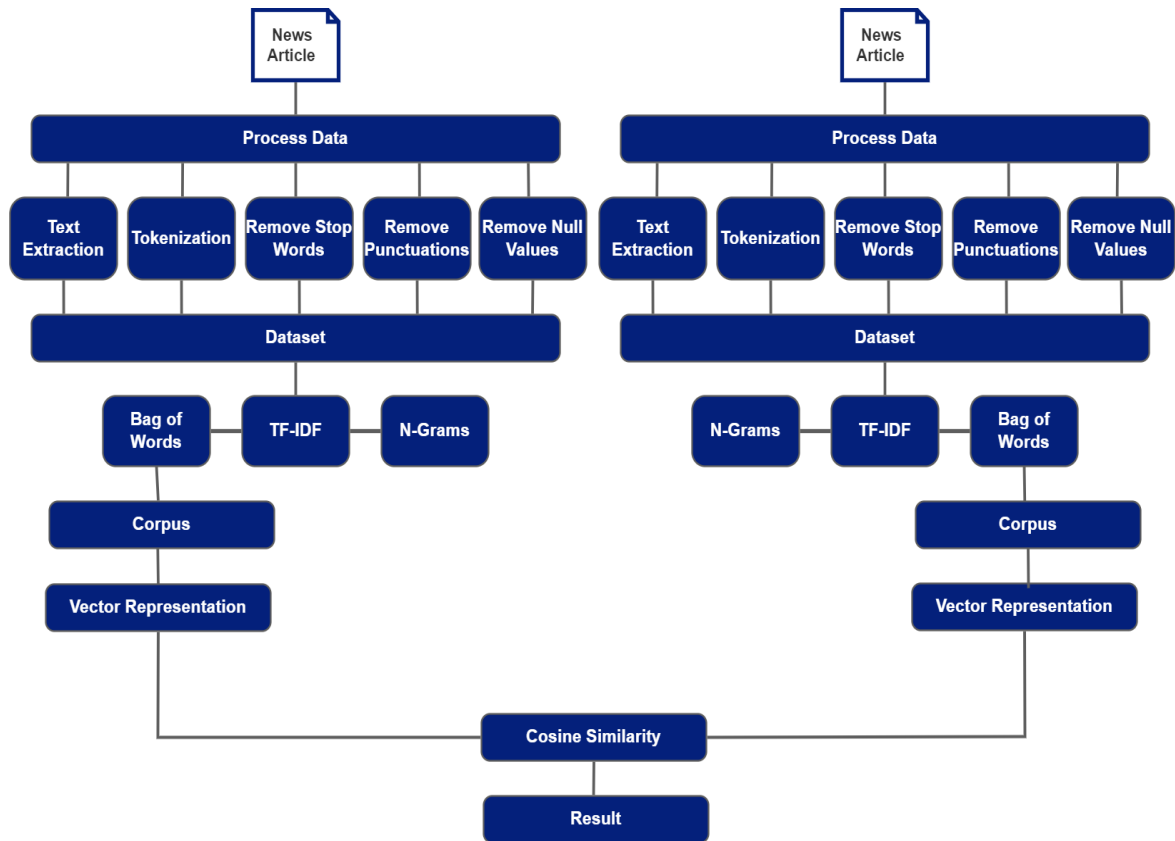 News
Article
News
Article
Process Data
Process Data
Text
Extraction
Tokenization
Remove Stop
Words
Remove
Punctuations
Remove Null
Values
Text
Extraction
Tokenization
Remove Stop
Words
Remove
Punctuations
Remove Null
Values
Dataset
Dataset
Bag of
Words
TF-IDF
N-Grams
N-Grams
TF-IDF
Bag of
Words
Corpus
Corpus
Vector Representation
Vector Representation
Cosine Similarity
Result